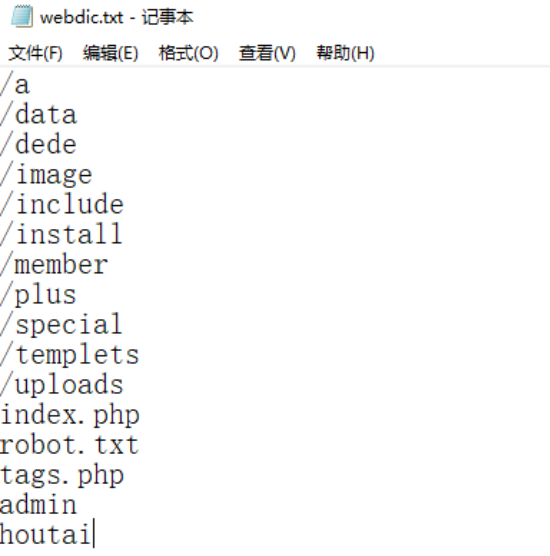 webdic.txt - 记事本
文件(F) 编辑(E) 格式(O) 查看(V) 帮助(H)
/a
/data
/dede
/image
/include
/install
/member
/plus
/special
/templets
/uploads
index.php
robot.txt
tags.php
admin
houtai